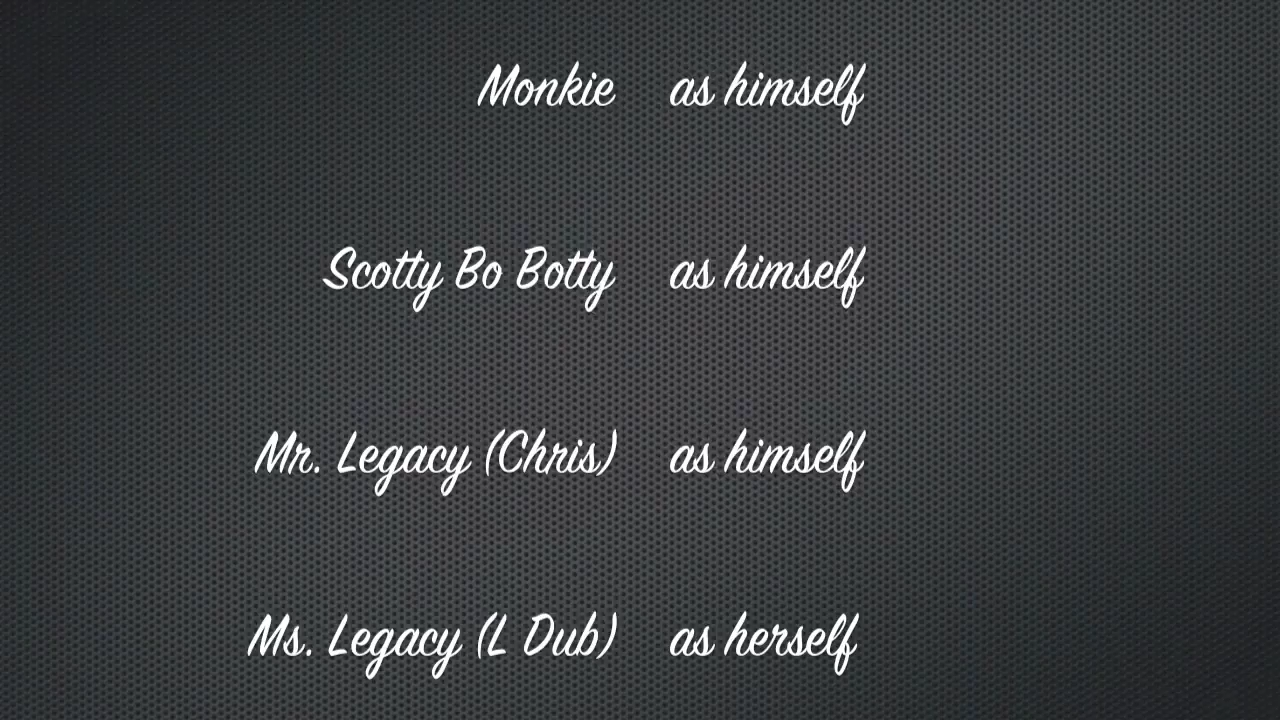 Monkie as himself
Scotty Bo Botty as himself
Mr. Legacy (Chris) as himself
Ms. Legacy (L Dub) as herself